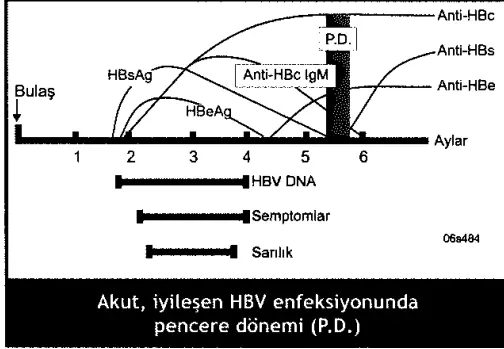 Anti-HBc
P.D.
Anti-HBs
HBsAg
Anti-HBc IgM
Anti-HBe
Bulaş
HBeAg
Aylar
1 2 3 4 5 6
HBV DNA
Semptomlar
06s484
Sarılık
Akut, iyileşen HBV enfeksiyonunda
pencere dönemi (P.D.)